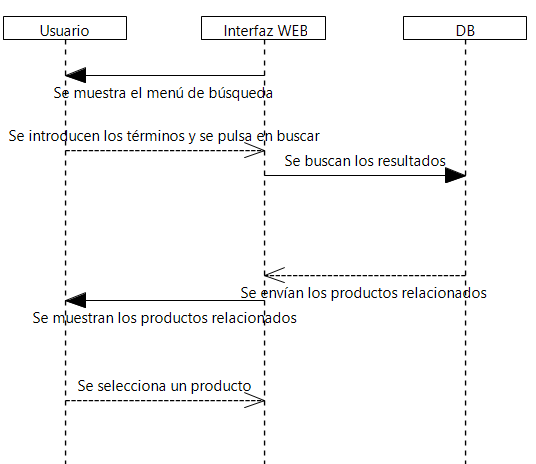 Usuario
Interfaz WEB
DB
Se muestra el menú de búsqueda
Se introducen los términos y se pulsa en buscar
Se buscan los resultados
Se envían los productos relacionados
Se muestran los productos relacionados
Se selecciona un producto